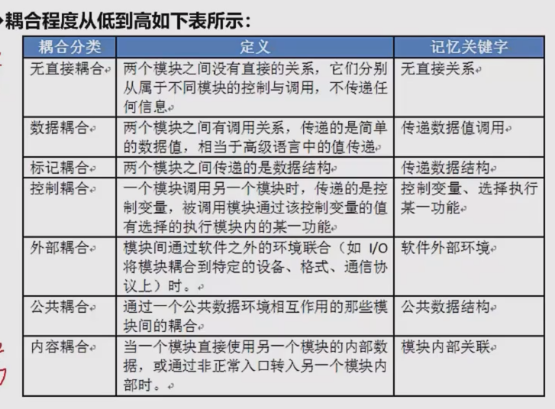 耦合程度从低到高如下表所示：
耦合分类 定义 记忆关键字
无直接耦合 两个模块之间没有直接的关系，它们分别 无直接关系
从属于不同模块的控制与调用，不传递任
何信息
数据耦合 两个模块之间有调用关系，传递的是简单 传递数据值调用
的数据值，相当于高级语言中的值传递
标记耦合 两个模块之间传递的是数据结构 传递数据结构
控制耦合 一个模块调用另一个模块时，传递的是控 控制变量、选择执行
制变量，被调用模块通过该控制变量的值 某一功能
有选择的执行模块内的某一功能
外部耦合 模块间通过软件之外的环境联合（如 I/O 软件外部环境
将模块耦合到特定的设备、格式、通信协
议上）时。
公共耦合 通过一个公共数据环境相互作用的那些模 公共数据结构
块间的耦合
内容耦合 当一个模块直接使用另一个模块的内部数 模块内部关联
据，或通过非正常入口转入另一个模块内
部时。